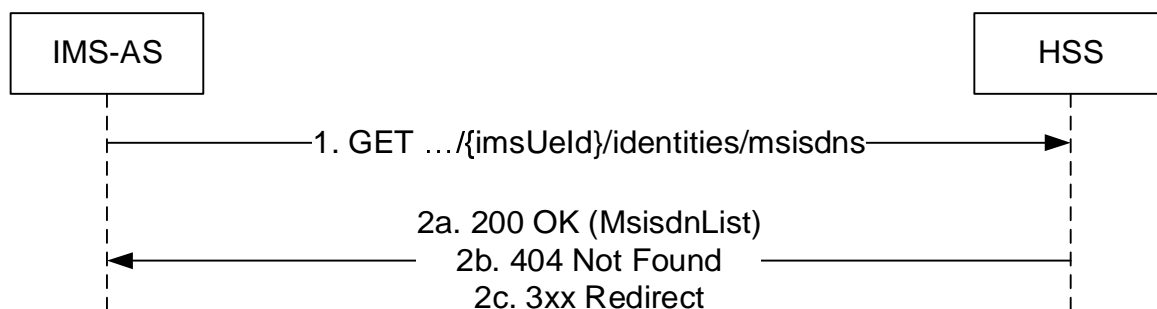 IMS-AS
HSS
1. GET …/{imsUeId}/identities/msisdns
2a. 200 OK (MsisdnList)
2b. 404 Not Found
2c. 3xx Redirect